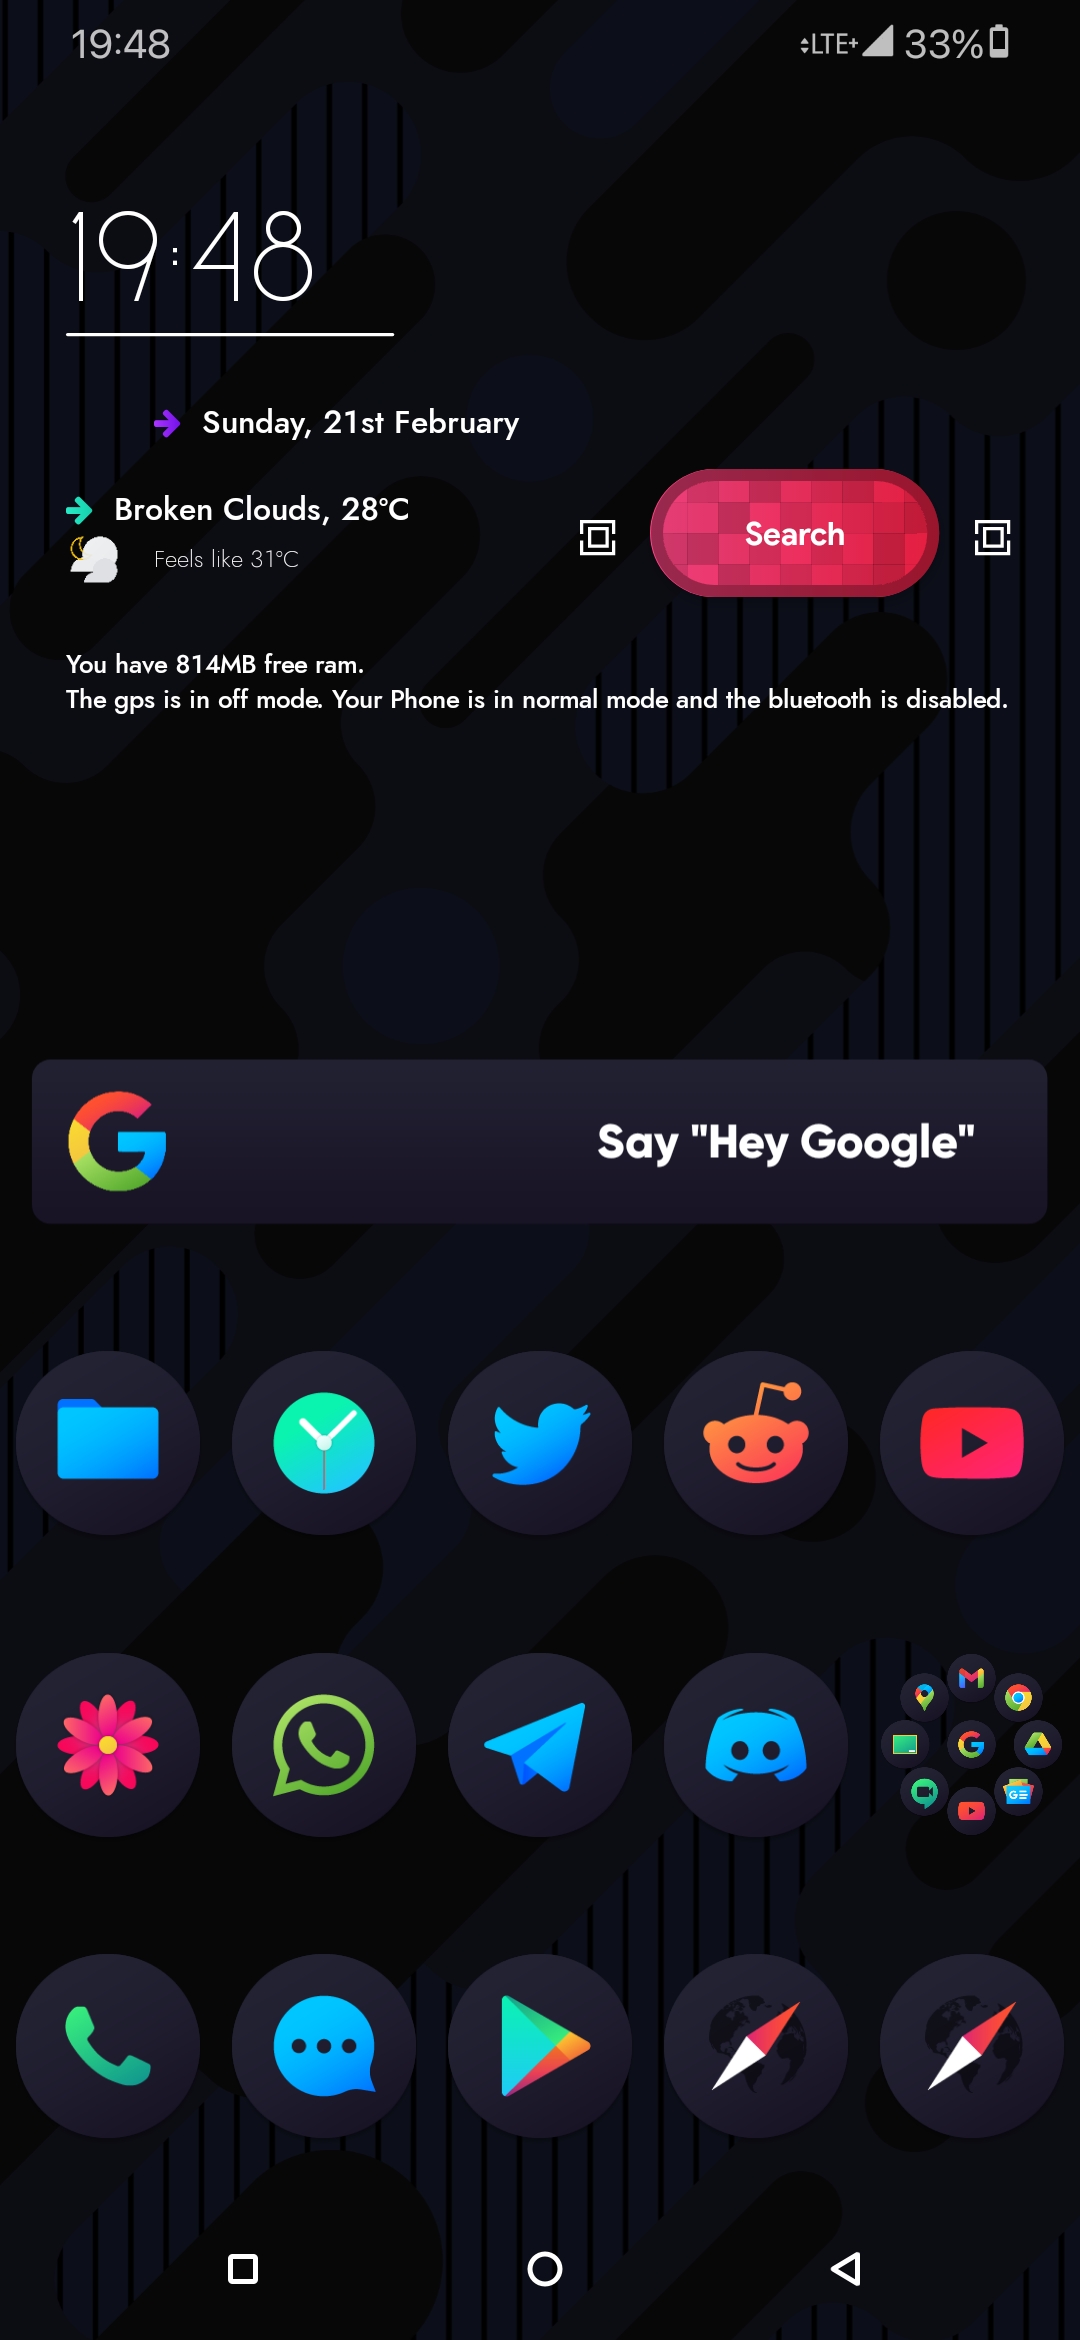 19:48
LTE+ 33%
19:48
Sunday, 21st February
Broken Clouds, 28°C
Feels like 31°C
Search
You have 814MB free ram.
The gps is in off mode. Your Phone is in normal mode and the bluetooth is disabled.
Say "Hey Google"